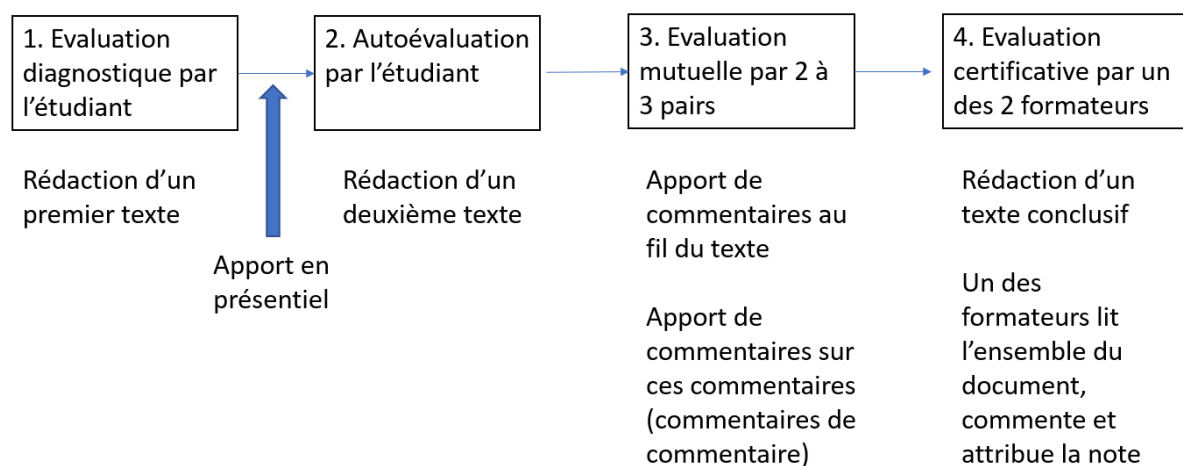 1. Evaluation
diagnostique par
l’étudiant
2. Autoévaluation
par l’étudiant
3. Evaluation
mutuelle par 2 à
3 pairs
4. Evaluation
certificative par un
des 2 formateurs
Rédaction d’un
premier texte
Apport en
présentiel
Rédaction d’un
deuxième texte
Apport de
commentaires au
fil du texte
Apport de
commentaires sur
ces commentaires
(commentaires de
commentaire)
Rédaction d’un
texte conclusif
Un des
formateurs lit
l’ensemble du
document,
commente et
attribue la note